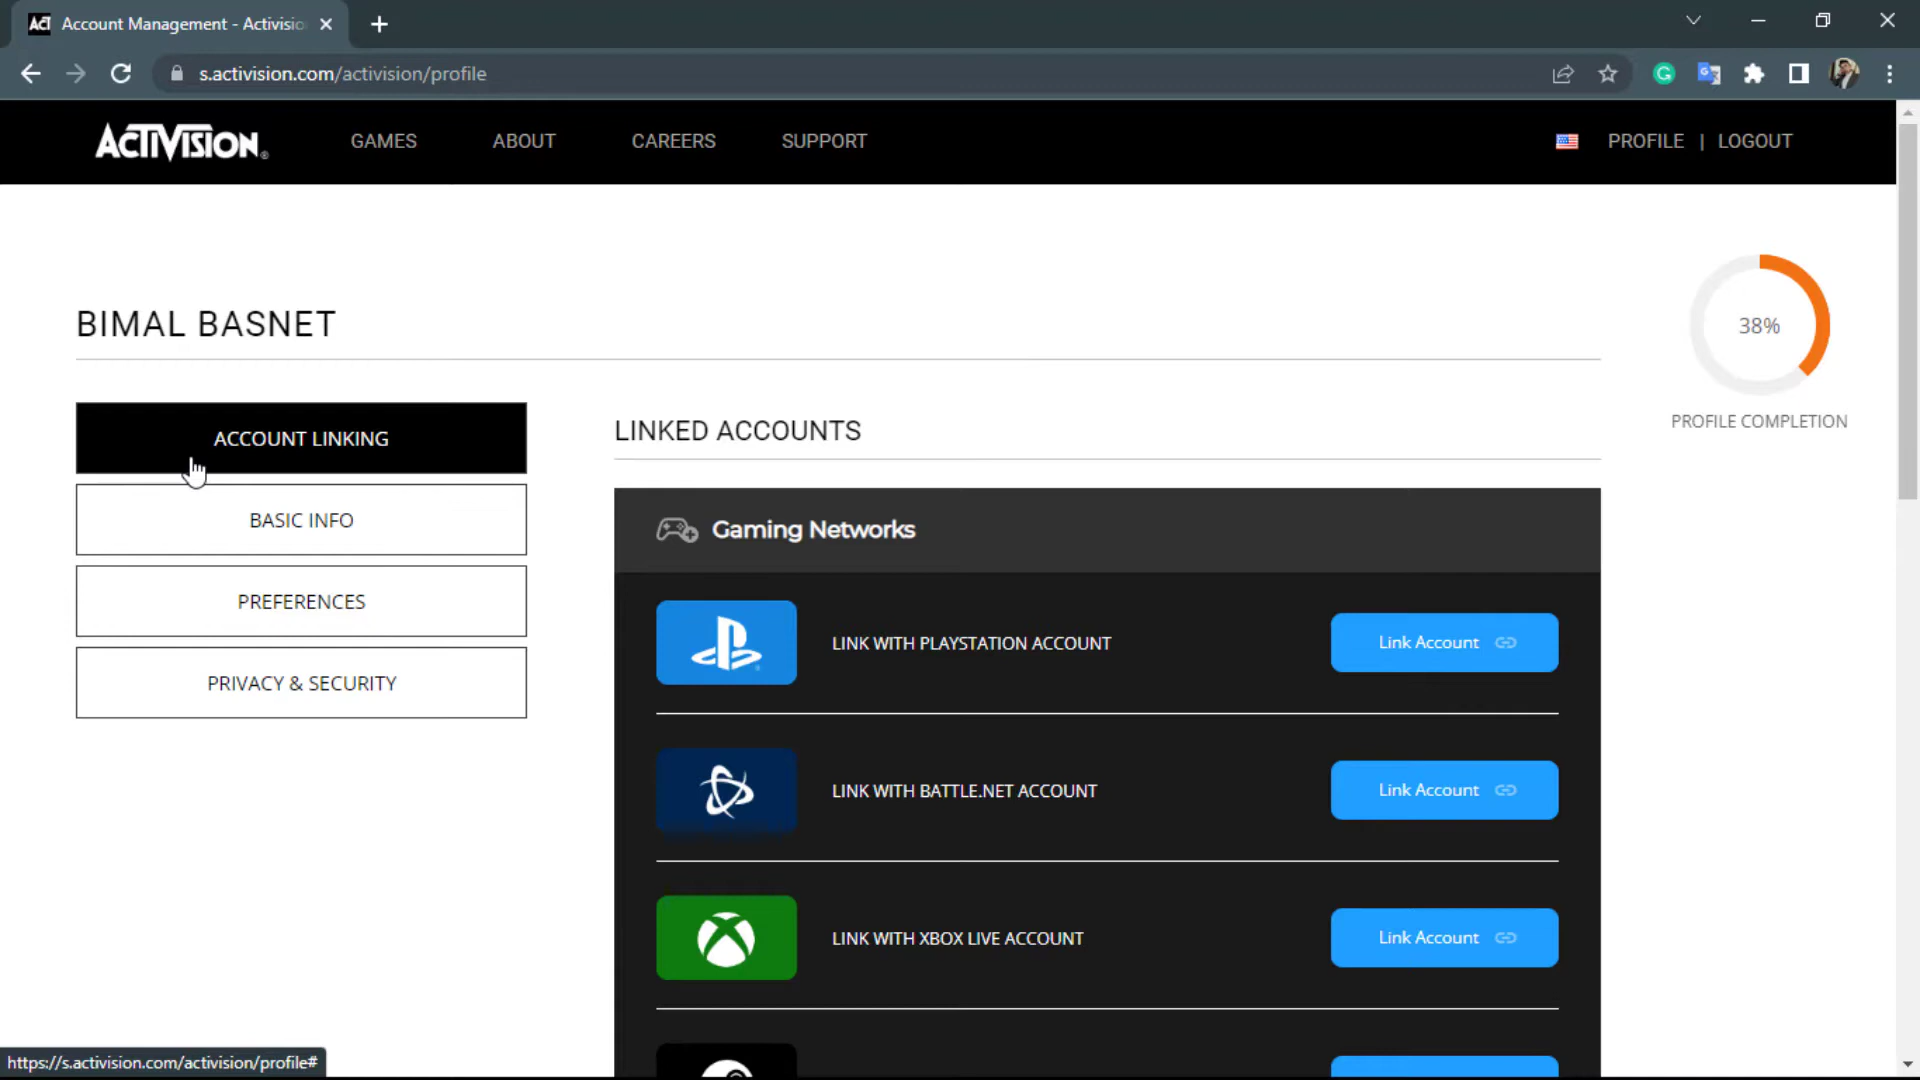 ACT Account Management - Activisio
s.activision.com/activision/profile
ACTIVISION
GAMES
ABOUT
CAREERS
SUPPORT
PROFILE | LOGOUT
BIMAL BASNET
38%
PROFILE COMPLETION
ACCOUNT LINKING
BASIC INFO
PREFERENCES
PRIVACY & SECURITY
LINKED ACCOUNTS
Gaming Networks
LINK WITH PLAYSTATION ACCOUNT
Link Account
LINK WITH BATTLE.NET ACCOUNT
Link Account
LINK WITH XBOX LIVE ACCOUNT
Link Account
https://s.activision.com/activision/profile#